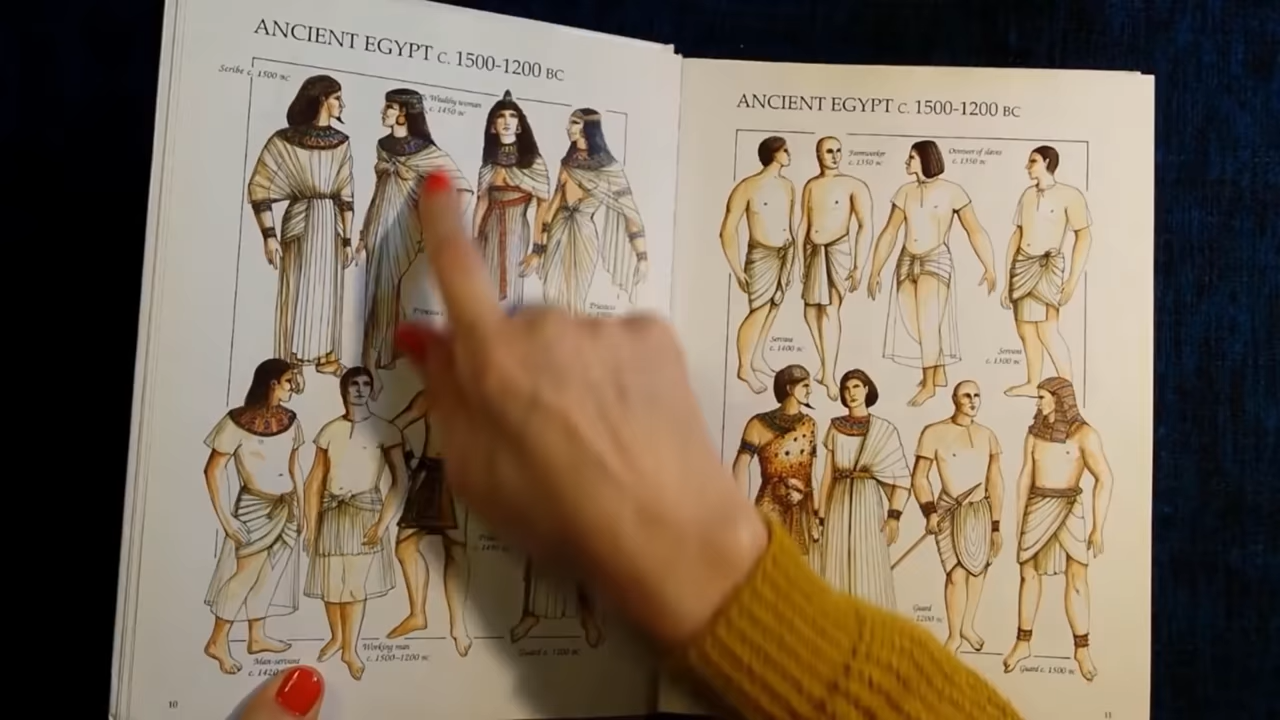 ANCIENT EGYPT C. 1500-1200 BC
Scribe c. 1500 BC
Wealthy woman
c. 1450 BC
Princess
Priestess
Man-servant
c. 1420
Working man
c. 1500–1200 BC
Guard c. 1200 BC
10
ANCIENT EGYPT C. 1500-1200 BC
Farmworker
c. 1350 BC
Overseer of slaves
c. 1350 BC
Servant
c. 1400 BC
Servant
c. 1300 BC
Guard
1200 BC
Guard c. 1500 BC
11